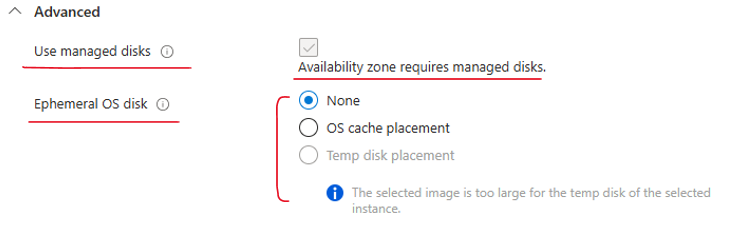 Advanced
Use managed disks
Availability zone requires managed disks.
Ephemeral OS disk
None
OS cache placement
Temp disk placement
The selected image is too large for the temp disk of the selected
instance.